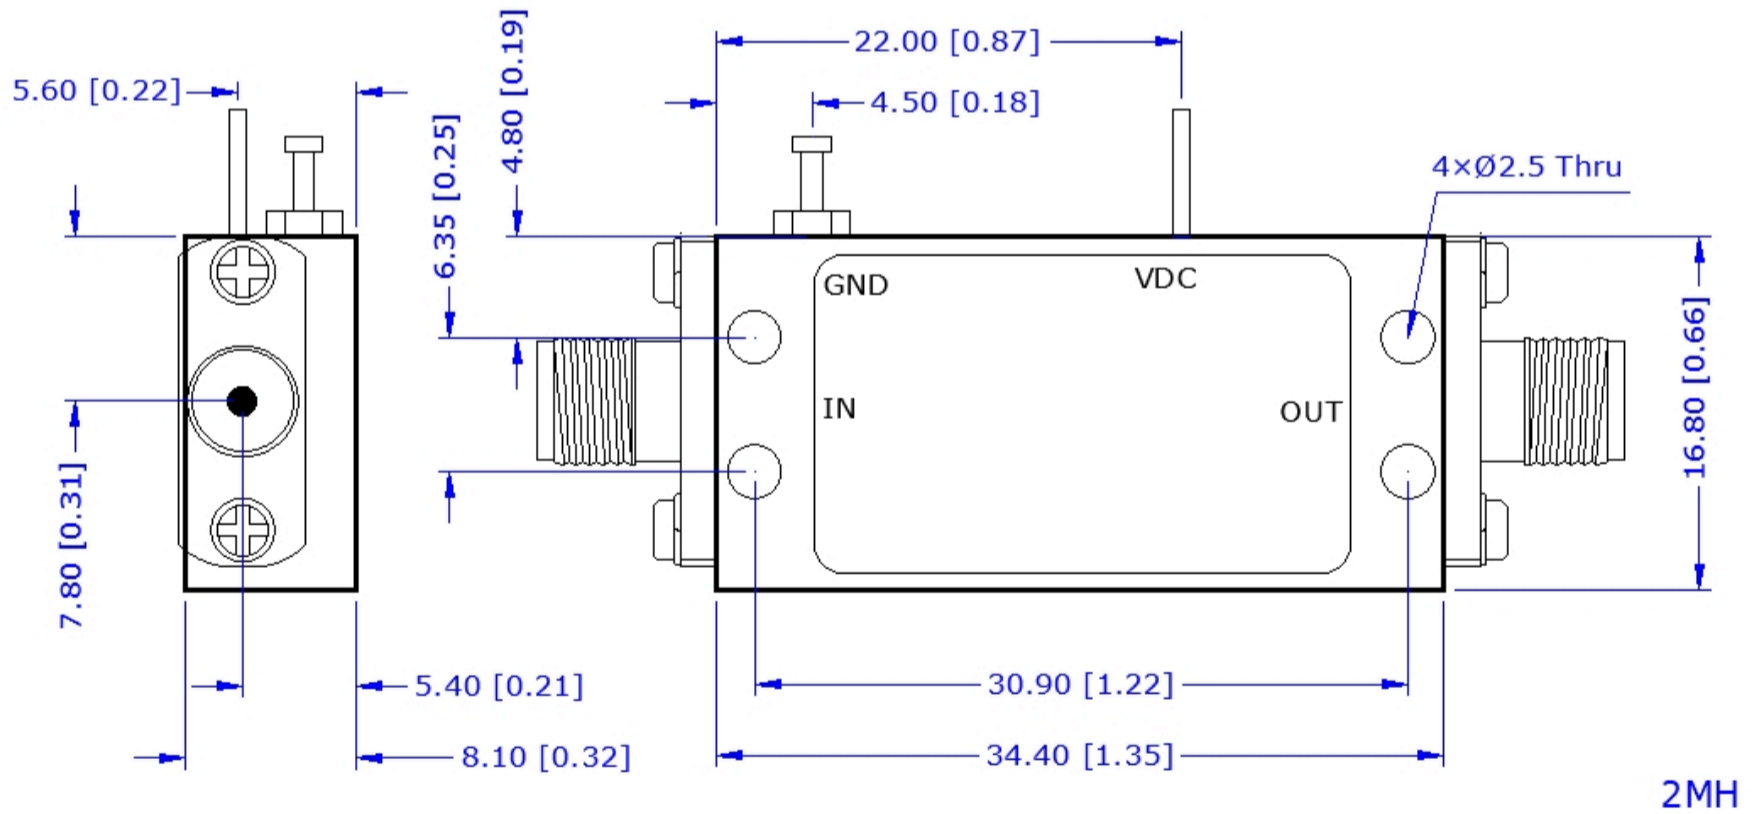 22.00 [0.87]
5.60 [0.22]
4.50 [0.18]
4.80 [0.19]
6.35 [0.25]
4×Ø2.5 Thru
GND
VDC
IN
OUT
16.80 [0.66]
7.80 [0.31]
5.40 [0.21]
30.90 [1.22]
8.10 [0.32]
34.40 [1.35]
2MH